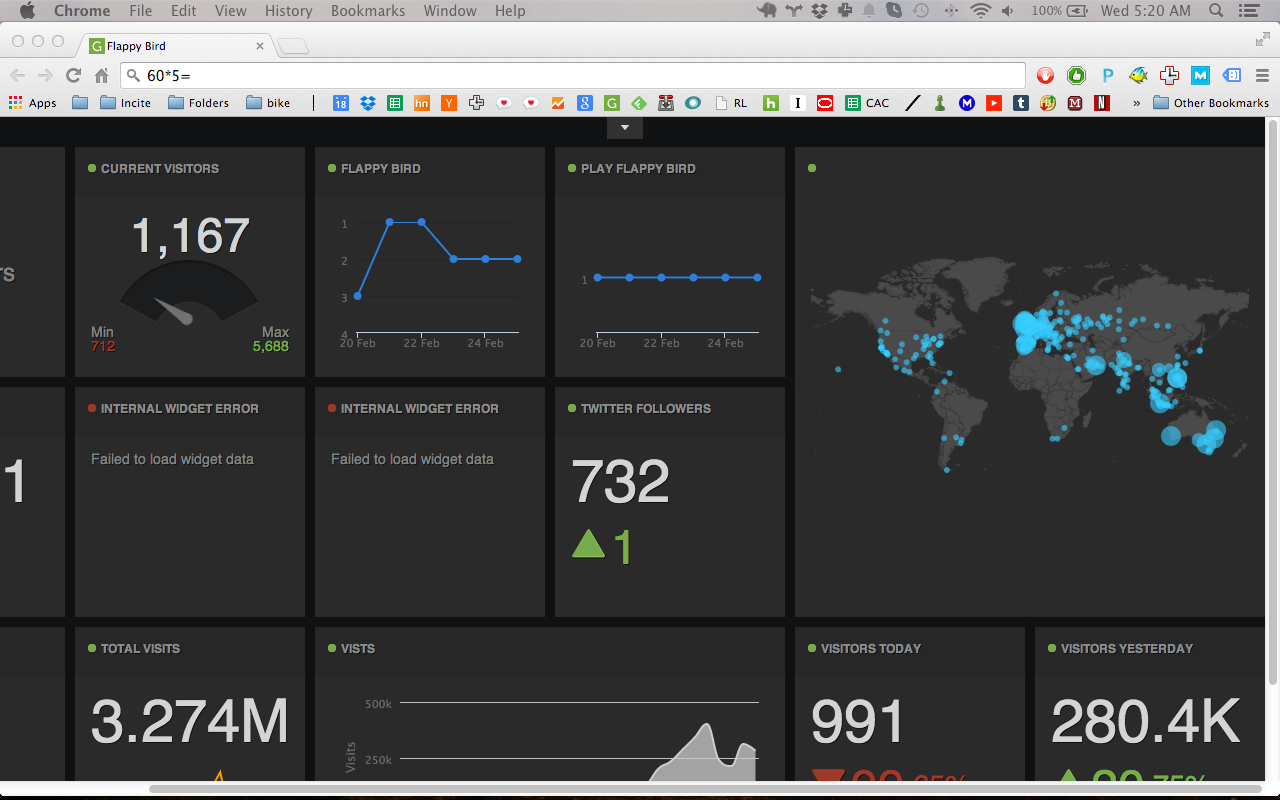 Chrome File Edit View History Bookmarks Window Help 100% Wed 5:20 AM
G Flappy Bird
60*5=
Apps Incite Folders bike 18 hn Y G RL h I CAC M t M N » Other Bookmarks
CURRENT VISITORS
1,167
Min Max
712 5,688
FLAPPY BIRD
1
2
3
4
20 Feb 22 Feb 24 Feb
PLAY FLAPPY BIRD
1
20 Feb 22 Feb 24 Feb
1
INTERNAL WIDGET ERROR
Failed to load widget data
INTERNAL WIDGET ERROR
Failed to load widget data
TWITTER FOLLOWERS
732
1
TOTAL VISITS
3.274M
VISTS
500k
250k
Visits
VISITORS TODAY
991
VISITORS YESTERDAY
280.4K